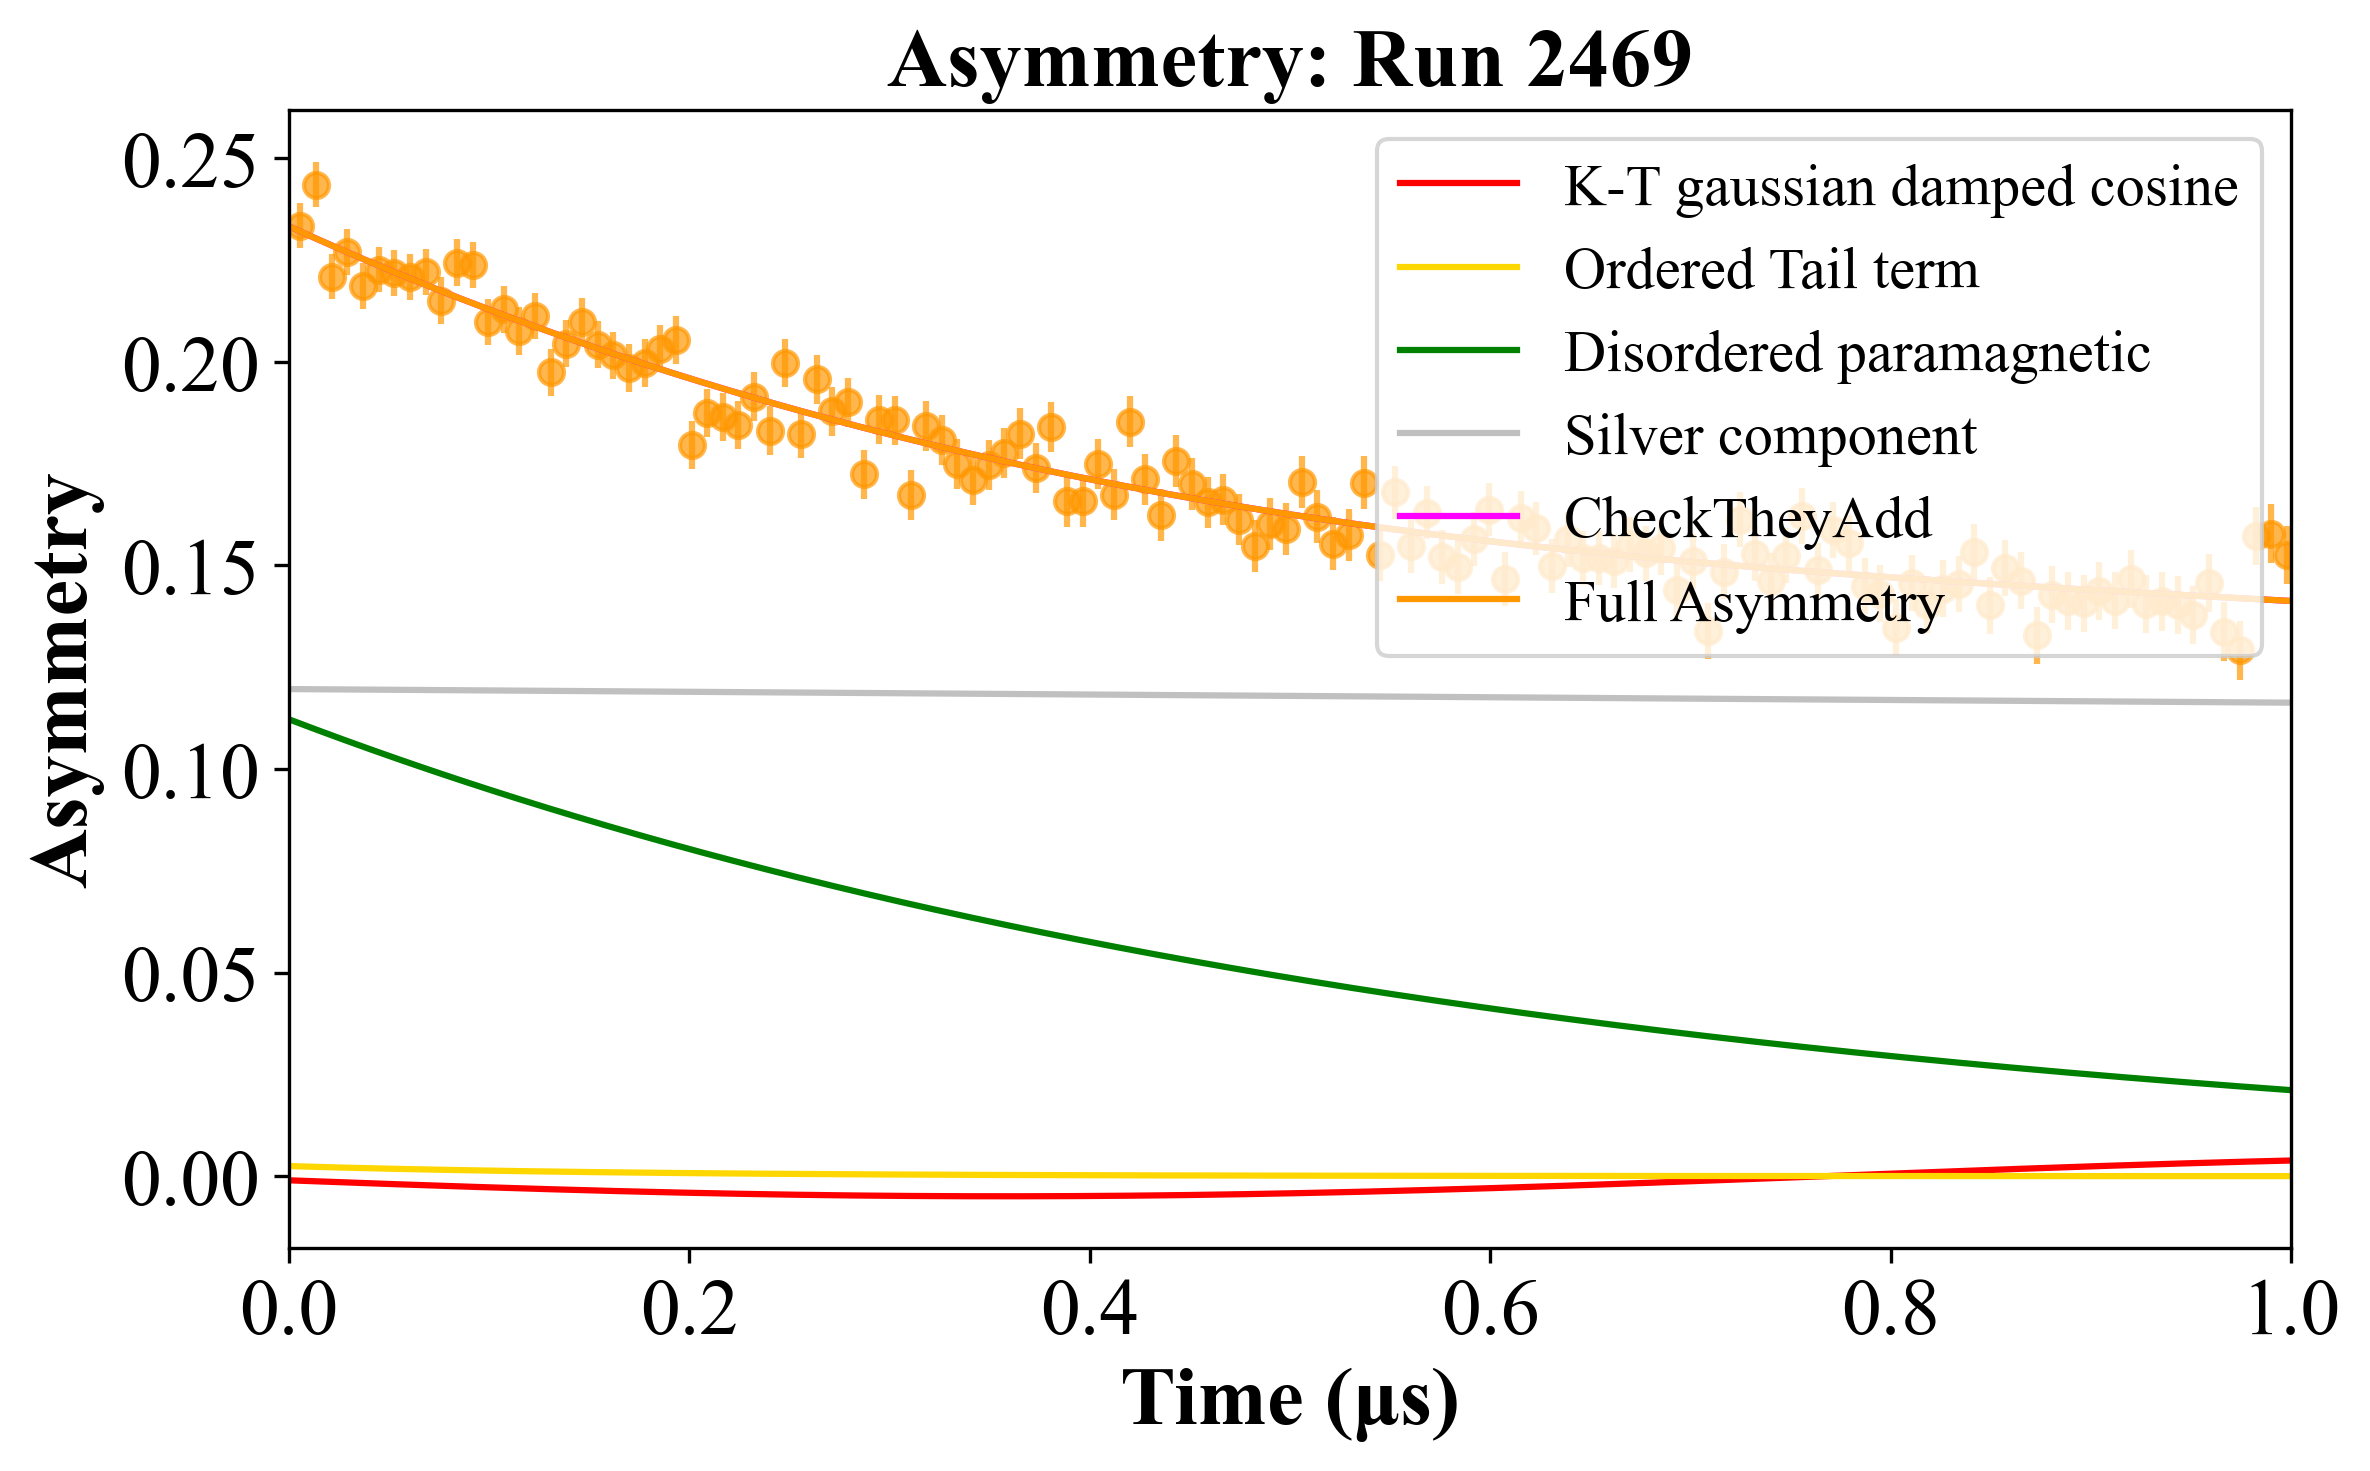 Asymmetry: Run 2469
Asymmetry
0.25
0.20
0.15
0.10
0.05
0.00
K-T gaussian damped cosine
Ordered Tail term
Disordered paramagnetic
Silver component
CheckTheyAdd
Full Asymmetry
0.0 0.2 0.4 0.6 0.8 1.0
Time (μs)